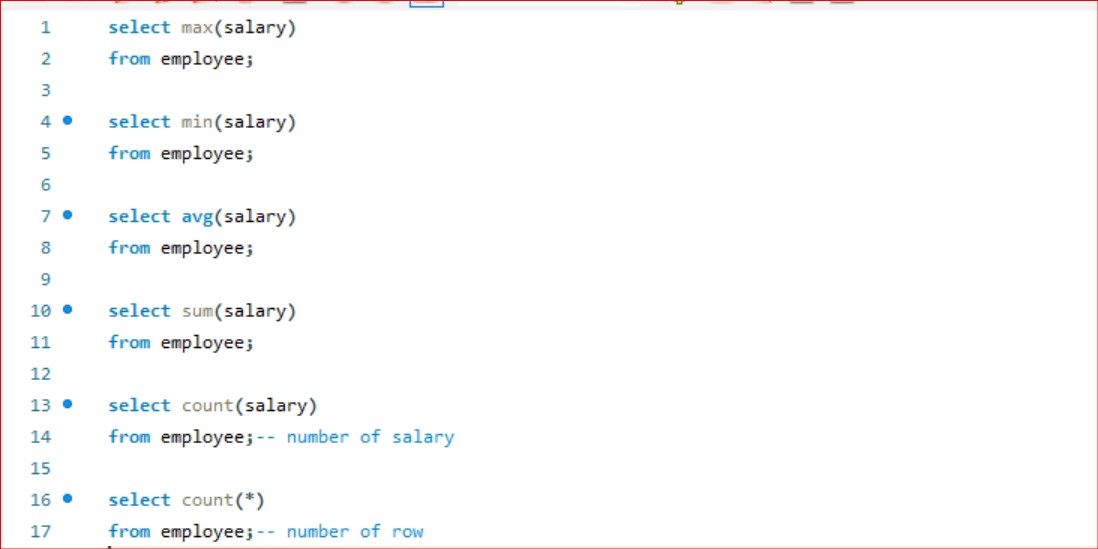 1 select max(salary)
2 from employee;
3
4 select min(salary)
5 from employee;
6
7 select avg(salary)
8 from employee;
9
10 select sum(salary)
11 from employee;
12
13 select count(salary)
14 from employee;-- number of salary
15
16 select count(*)
17 from employee;-- number of row